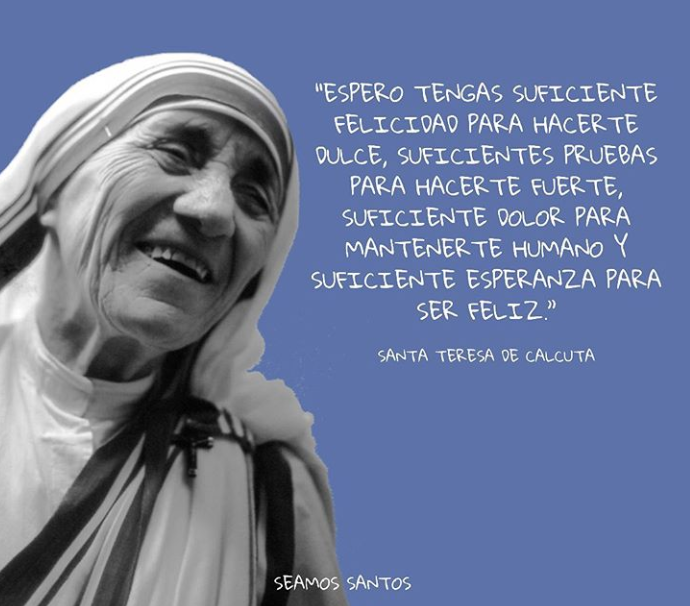 "ESPERO TENGAS SUFICIENTE
FELICIDAD PARA HACERTE
DULCE, SUFICIENTES PRUEBAS
PARA HACERTE FUERTE,
SUFICIENTE DOLOR PARA
MANTENERTE HUMANO Y
SUFICIENTE ESPERANZA PARA
SER FELIZ."
SANTA TERESA DE CALCUTA
SEAMOS SANTOS